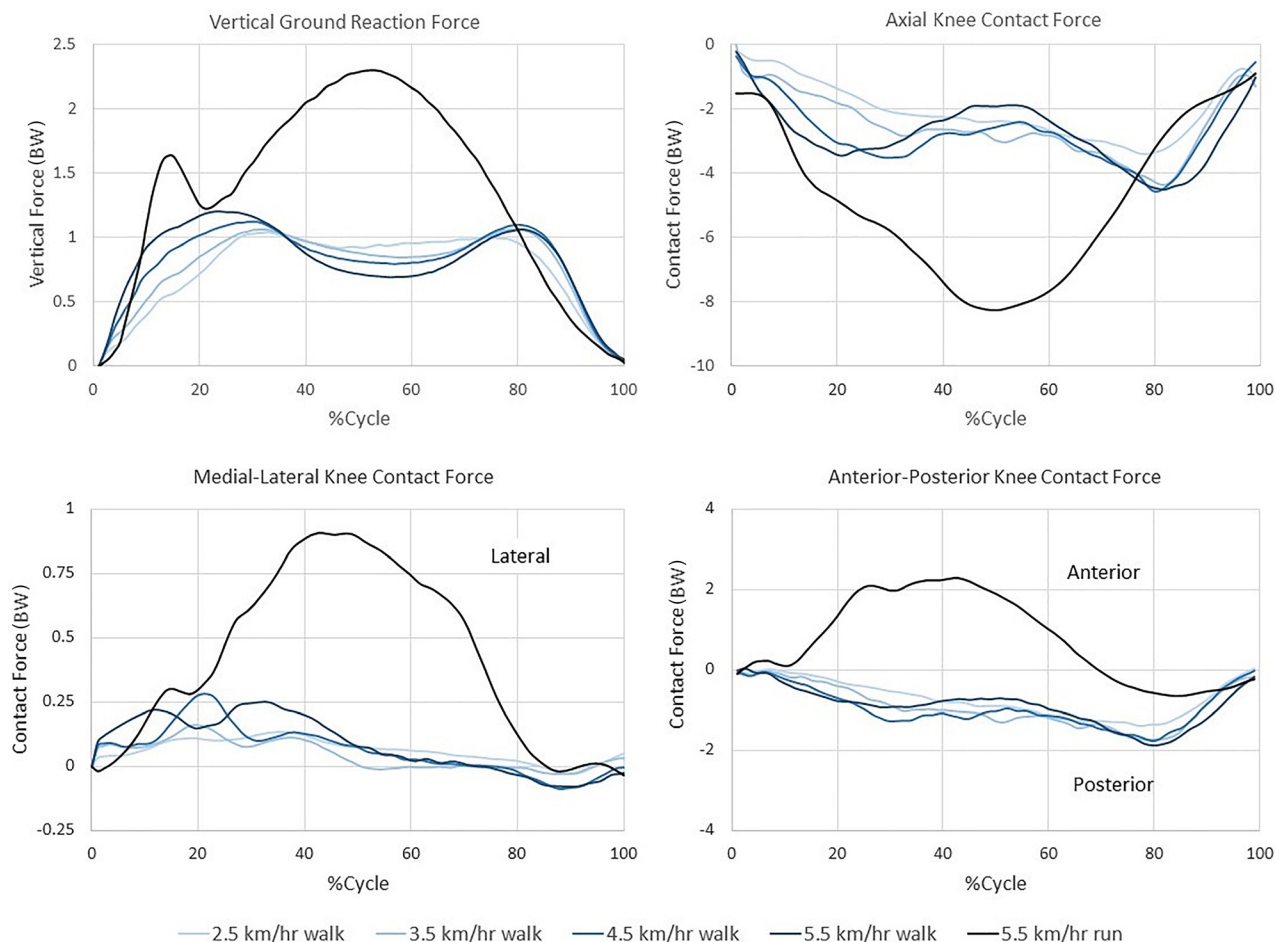 Vertical Ground Reaction Force
Vertical Force (BW)
2.5
2
1.5
1
0.5
0
0 20 40 60 80 100
%Cycle
Axial Knee Contact Force
Contact Force (BW)
0
-2
-4
-6
-8
-10
0 20 40 60 80 100
%Cycle
Medial-Lateral Knee Contact Force
Contact Force (BW)
1
0.75
0.5
0.25
0
-0.25
Lateral
0 20 40 60 80 100
%Cycle
Anterior-Posterior Knee Contact Force
Contact Force (BW)
4
2
0
-2
-4
Anterior
Posterior
0 20 40 60 80 100
%Cycle
2.5 km/hr walk 3.5 km/hr walk 4.5 km/hr walk 5.5 km/hr walk 5.5 km/hr run